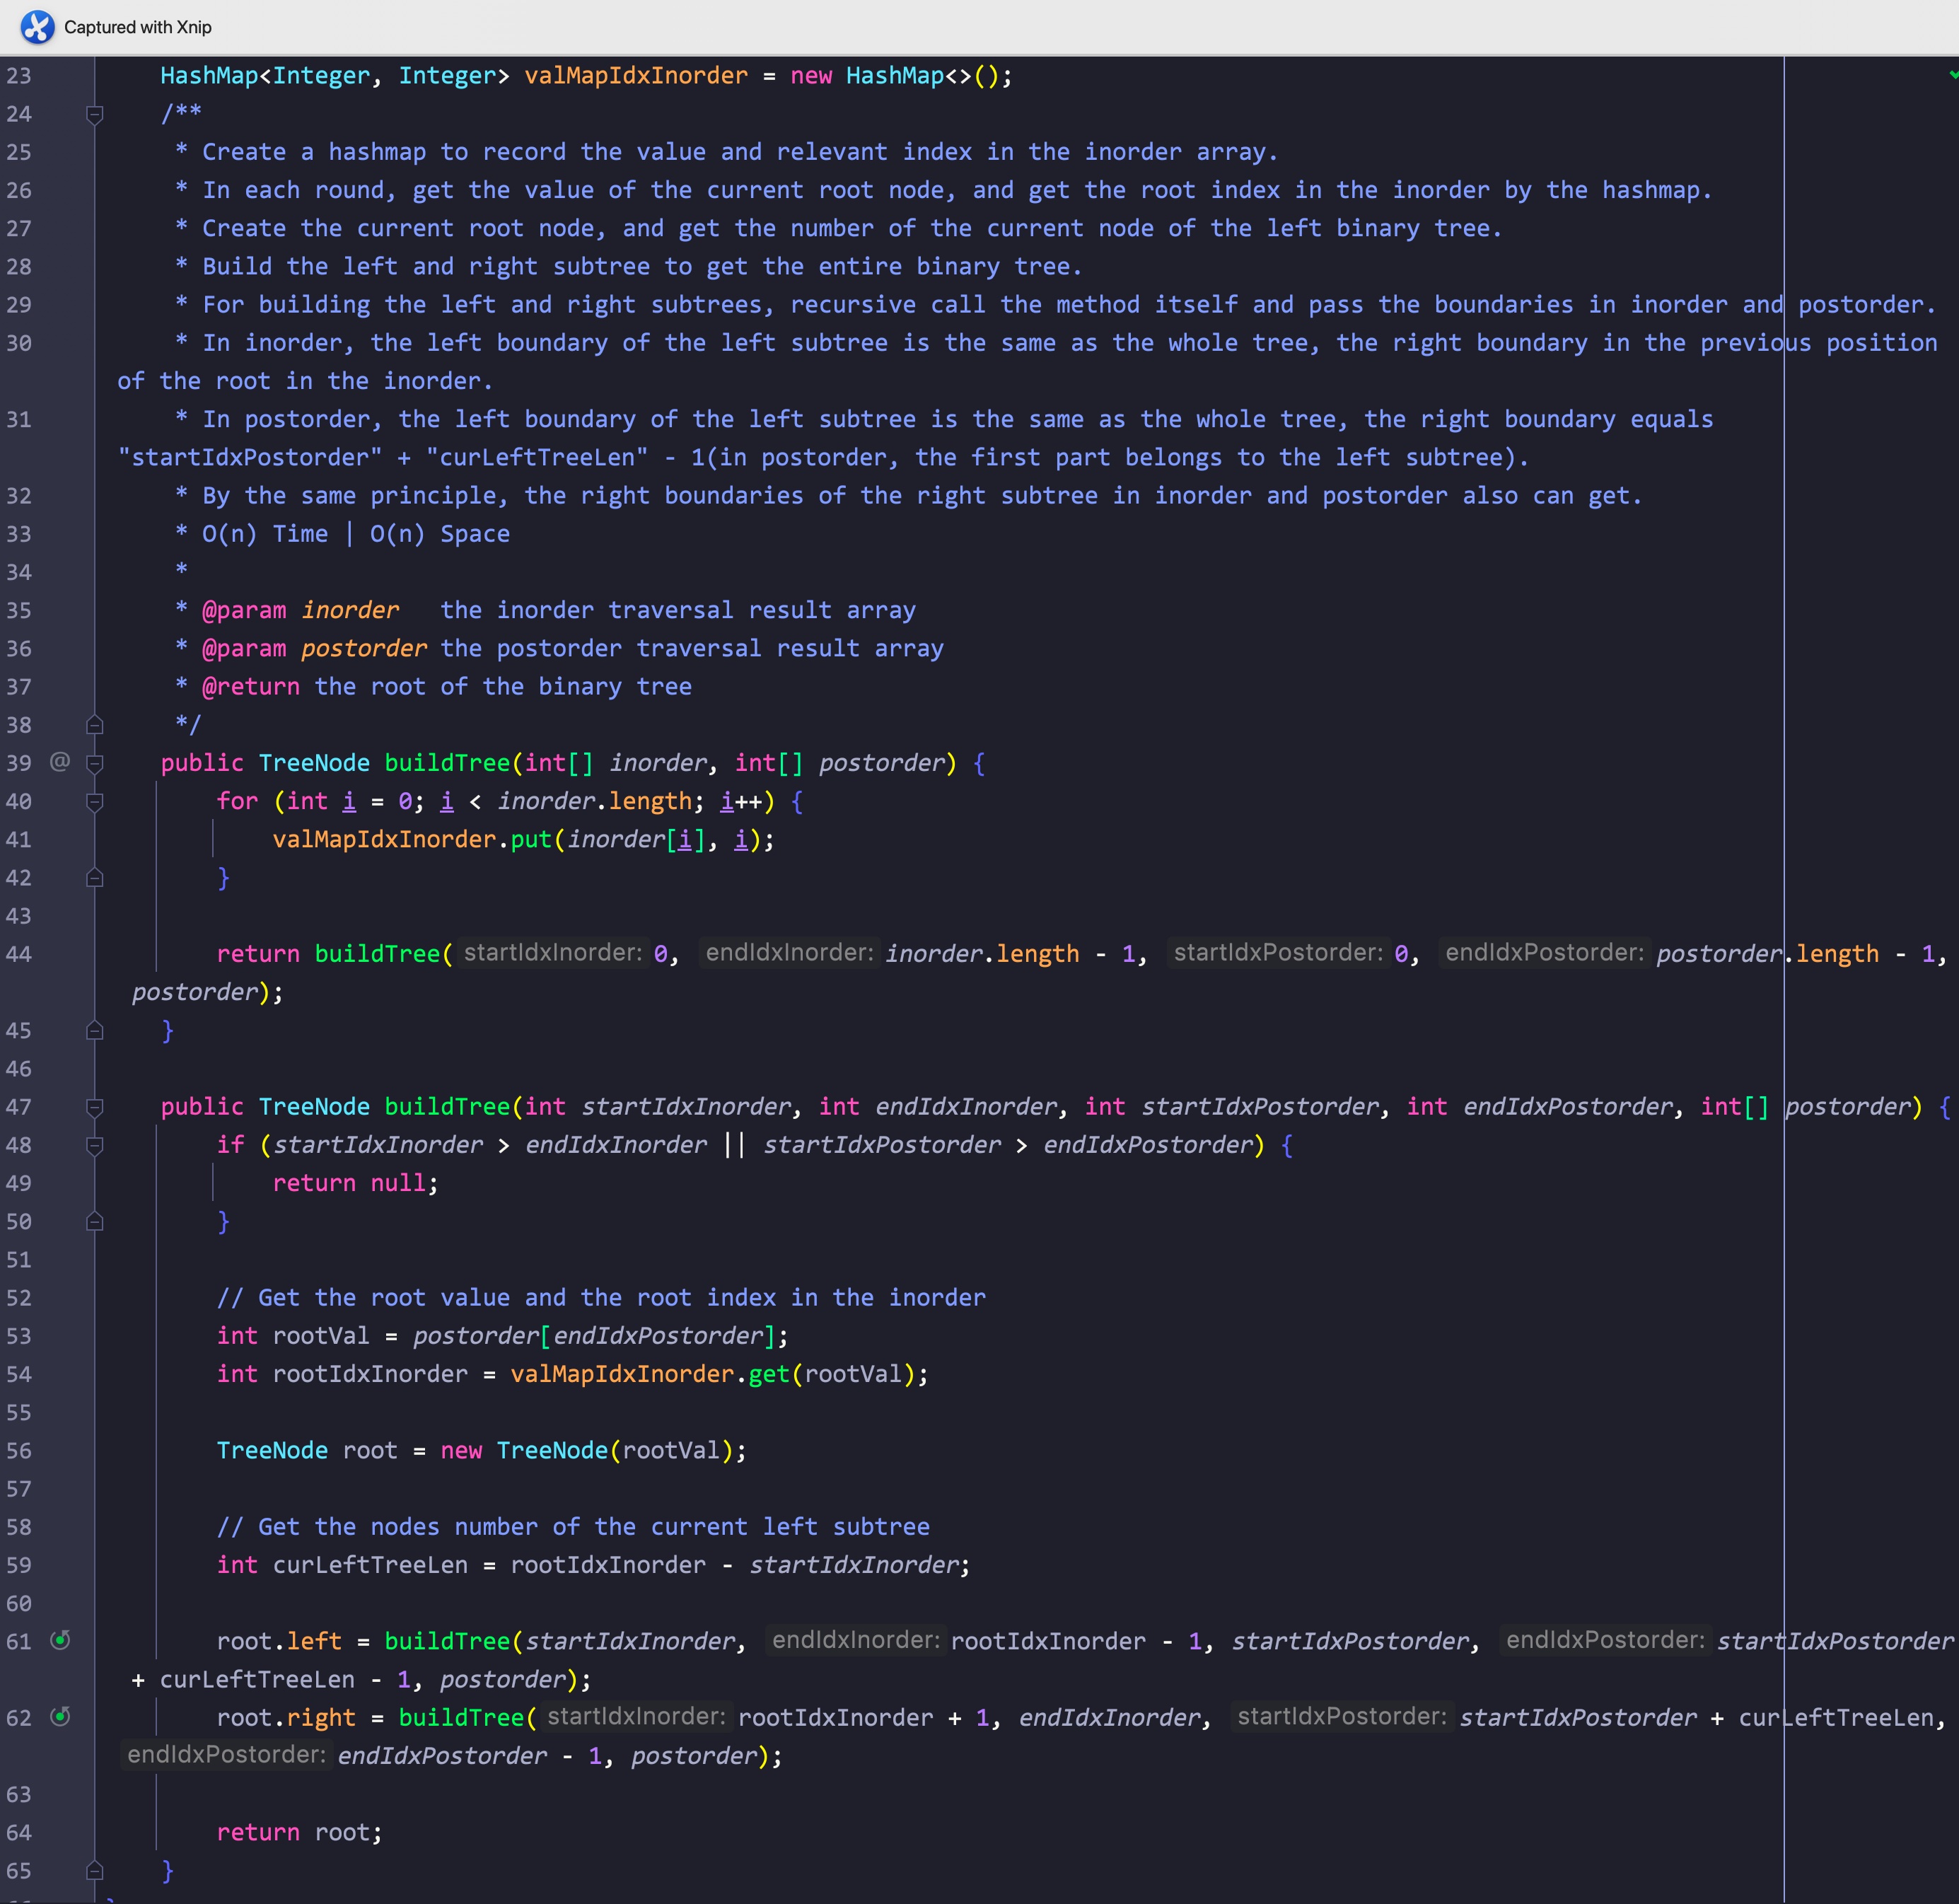 Captured with Xnip
23 HashMap<Integer, Integer> valMapIdxInorder = new HashMap<>();
24 /**
25 * Create a hashmap to record the value and relevant index in the inorder array.
26 * In each round, get the value of the current root node, and get the root index in the inorder by the hashmap.
27 * Create the current root node, and get the number of the current node of the left binary tree.
28 * Build the left and right subtree to get the entire binary tree.
29 * For building the left and right subtrees, recursive call the method itself and pass the boundaries in inorder and postorder.
30 * In inorder, the left boundary of the left subtree is the same as the whole tree, the right boundary in the previous position
of the root in the inorder.
31 * In postorder, the left boundary of the left subtree is the same as the whole tree, the right boundary equals
"startIdxPostorder" + "curLeftTreeLen" - 1(in postorder, the first part belongs to the left subtree).
32 * By the same principle, the right boundaries of the right subtree in inorder and postorder also can get.
33 * O(n) Time | O(n) Space
34 *
35 * @param inorder   the inorder traversal result array
36 * @param postorder the postorder traversal result array
37 * @return the root of the binary tree
38 */
39 @ public TreeNode buildTree(int[] inorder, int[] postorder) {
40 for (int i = 0; i < inorder.length; i++) {
41 valMapIdxInorder.put(inorder[i], i);
42 }
43
44 return buildTree( startIdxInorder: 0, endIdxInorder: inorder.length - 1, startIdxPostorder: 0, endIdxPostorder: postorder.length - 1,
postorder);
45 }
46
47 public TreeNode buildTree(int startIdxInorder, int endIdxInorder, int startIdxPostorder, int endIdxPostorder, int[] postorder) {
48 if (startIdxInorder > endIdxInorder || startIdxPostorder > endIdxPostorder) {
49 return null;
50 }
51
52 // Get the root value and the root index in the inorder
53 int rootVal = postorder[endIdxPostorder];
54 int rootIdxInorder = valMapIdxInorder.get(rootVal);
55
56 TreeNode root = new TreeNode(rootVal);
57
58 // Get the nodes number of the current left subtree
59 int curLeftTreeLen = rootIdxInorder - startIdxInorder;
60
61 root.left = buildTree(startIdxInorder, endIdxInorder: rootIdxInorder - 1, startIdxPostorder, endIdxPostorder: startIdxPostorder
+ curLeftTreeLen - 1, postorder);
62 root.right = buildTree( startIdxInorder: rootIdxInorder + 1, endIdxInorder, startIdxPostorder: startIdxPostorder + curLeftTreeLen,
endIdxPostorder: endIdxPostorder - 1, postorder);
63
64 return root;
65 }